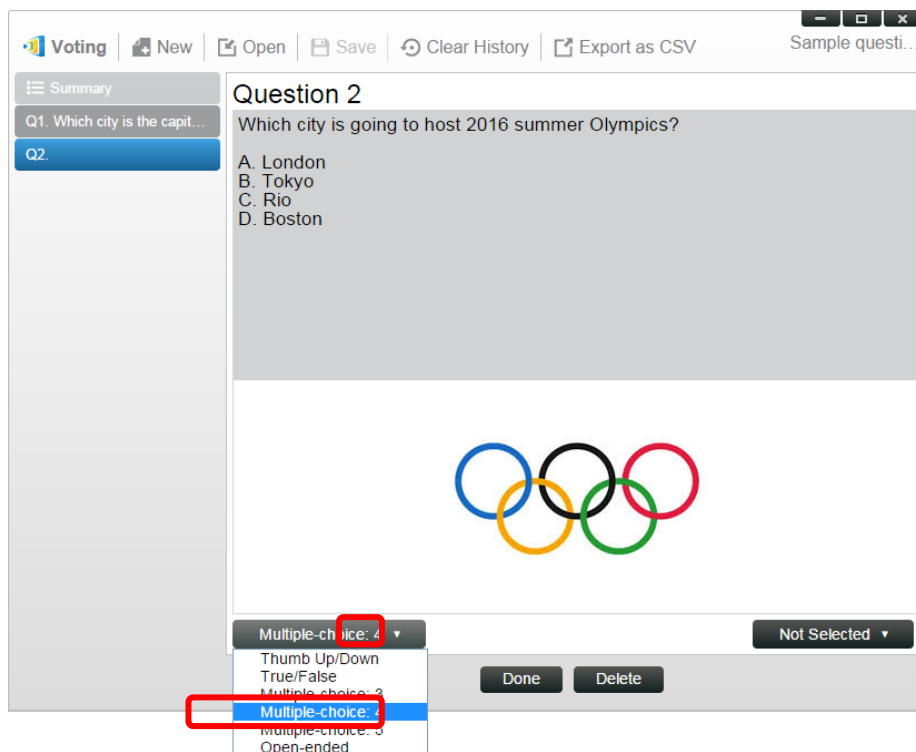 Voting New Open Save Clear History Export as CSV Sample questi...
Summary
Q1. Which city is the capit...
Q2.
Question 2
Which city is going to host 2016 summer Olympics?
A. London
B. Tokyo
C. Rio
D. Boston
Multiple-choice: 4
Not Selected
Thumb Up/Down
True/False
Multiple-choice: 3
Multiple-choice: 4
Multiple-choice: 5
Open-ended
Done
Delete